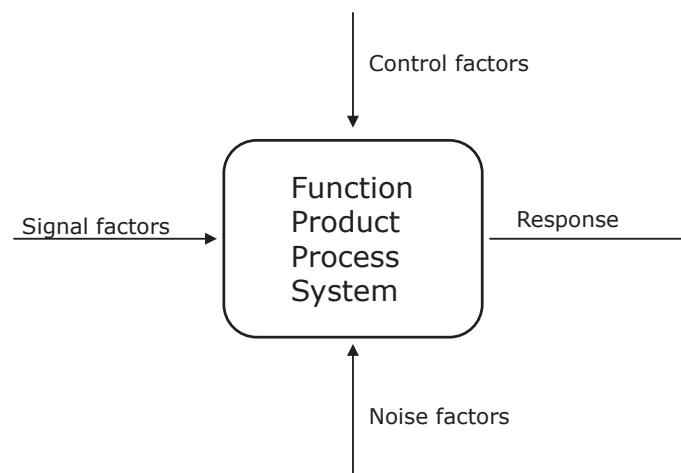 Control factors
Function
Product
Process
System
Signal factors
Response
Noise factors